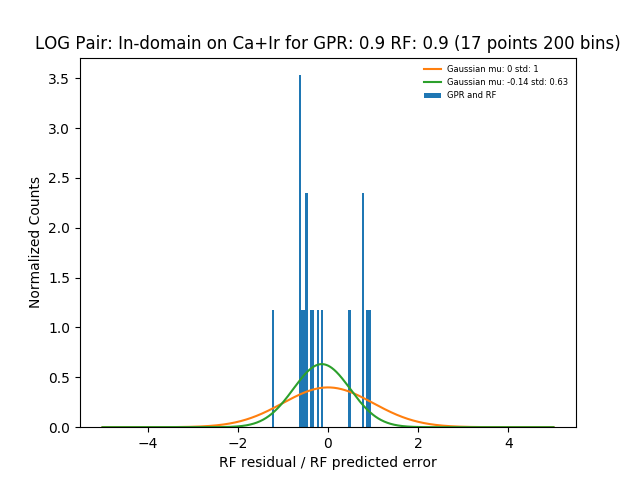 LOG Pair: In-domain on Ca+Ir for GPR: 0.9 RF: 0.9 (17 points 200 bins)
Gaussian mu: 0 std: 1
Gaussian mu: -0.14 std: 0.63
GPR and RF
Normalized Counts
3.5
3.0
2.5
2.0
1.5
1.0
0.5
0.0
−4 −2 0 2 4
RF residual / RF predicted error